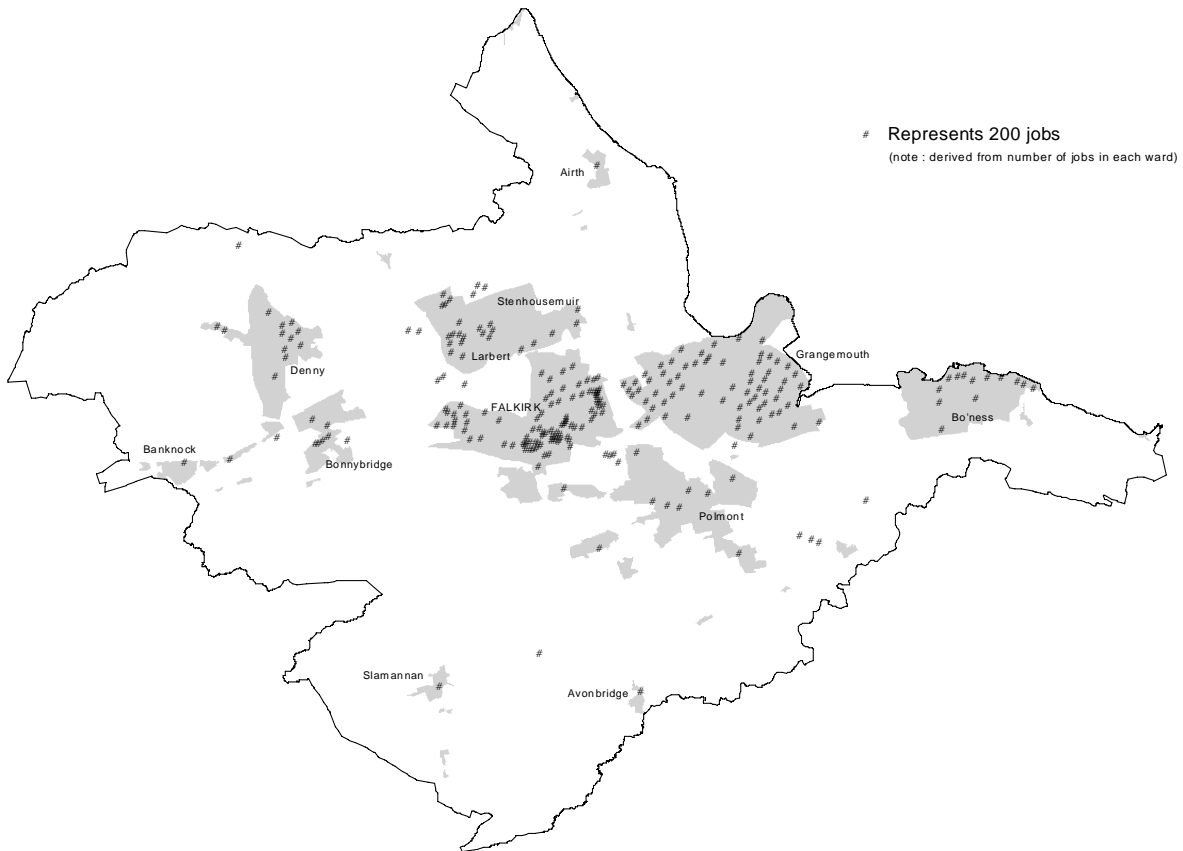 # Represents 200 jobs
(note : derived from number of jobs in each ward)
Airth
Stenhousemuir
Larbert
Grangemouth
Denny
FALKIRK
Bo'ness
Banknock
Bonnybridge
Polmont
Slamannan
Avonbridge